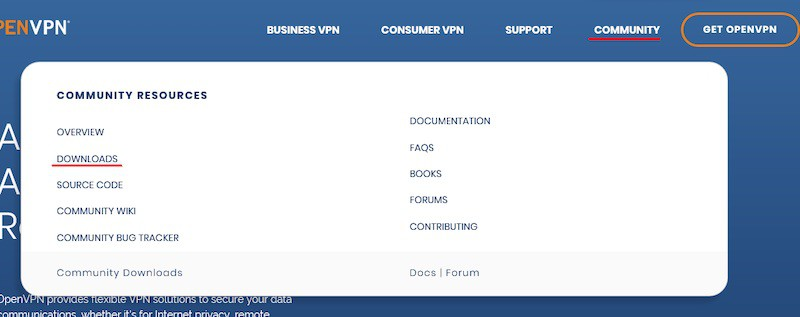 PENVPN
BUSINESS VPN
CONSUMER VPN
SUPPORT
COMMUNITY
GET OPENVPN
COMMUNITY RESOURCES
OVERVIEW
DOWNLOADS
SOURCE CODE
COMMUNITY WIKI
COMMUNITY BUG TRACKER
DOCUMENTATION
FAQS
BOOKS
FORUMS
CONTRIBUTING
Community Downloads
Docs | Forum
A
A
R
OpenVPN provides flexible VPN solutions to secure your data
communications, whether it's for Internet privacy, remote